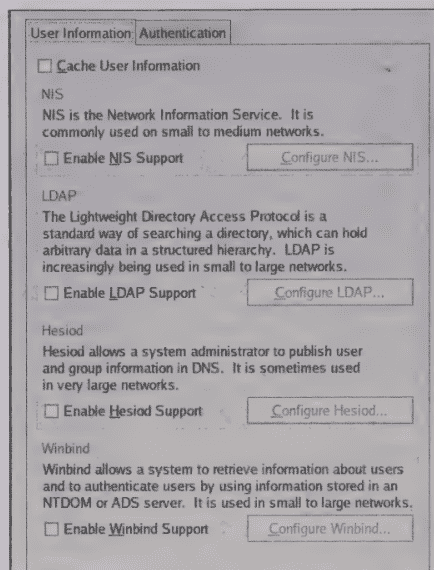 User Information Authentication
Cache User Information
NIS
NIS is the Network Information Service. It is
commonly used on small to medium networks.
Enable NIS Support Configure NIS...
LDAP
The Lightweight Directory Access Protocol is a
standard way of searching a directory, which can hold
arbitrary data in a structured hierarchy. LDAP is
increasingly being used in small to large networks.
Enable LDAP Support Configure LDAP...
Hesiod
Hesiod allows a system administrator to publish user
and group information in DNS. It is sometimes used
in very large networks.
Enable Hesiod Support Configure Hesiod...
Winbind
Winbind allows a system to retrieve information about users
and to authenticate users by using information stored in an
NTDOM or ADS server. It is used in small to large networks.
Enable Winbind Support Configure Winbind...